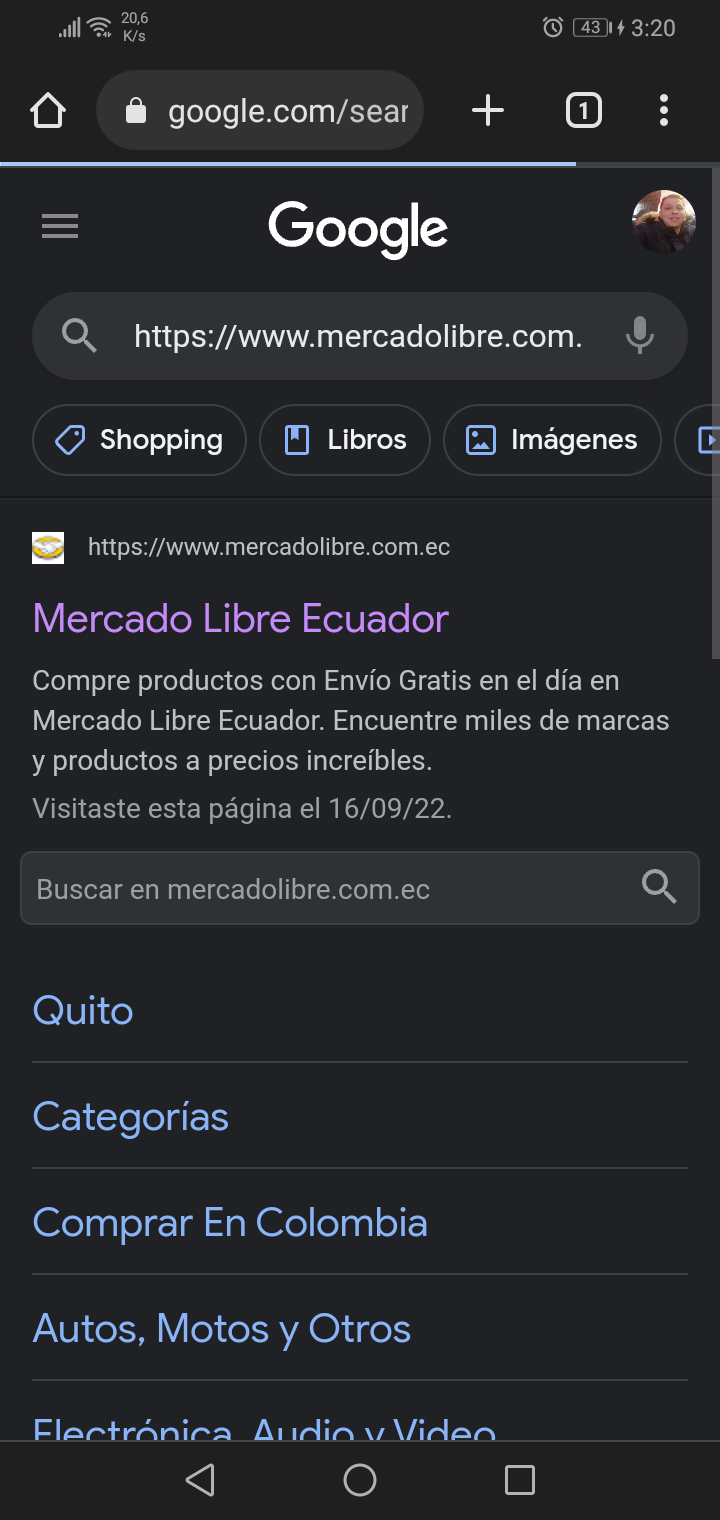 20,6
K/s
43
3:20
google.com/sear
1
Google
https://www.mercadolibre.com.
Shopping
Libros
Imágenes
https://www.mercadolibre.com.ec
Mercado Libre Ecuador
Compre productos con Envío Gratis en el día en
Mercado Libre Ecuador. Encuentre miles de marcas
y productos a precios increíbles.
Visitaste esta página el 16/09/22.
Buscar en mercadolibre.com.ec
Quito
Categorías
Comprar En Colombia
Autos, Motos y Otros
Electrónica, Audio y Video